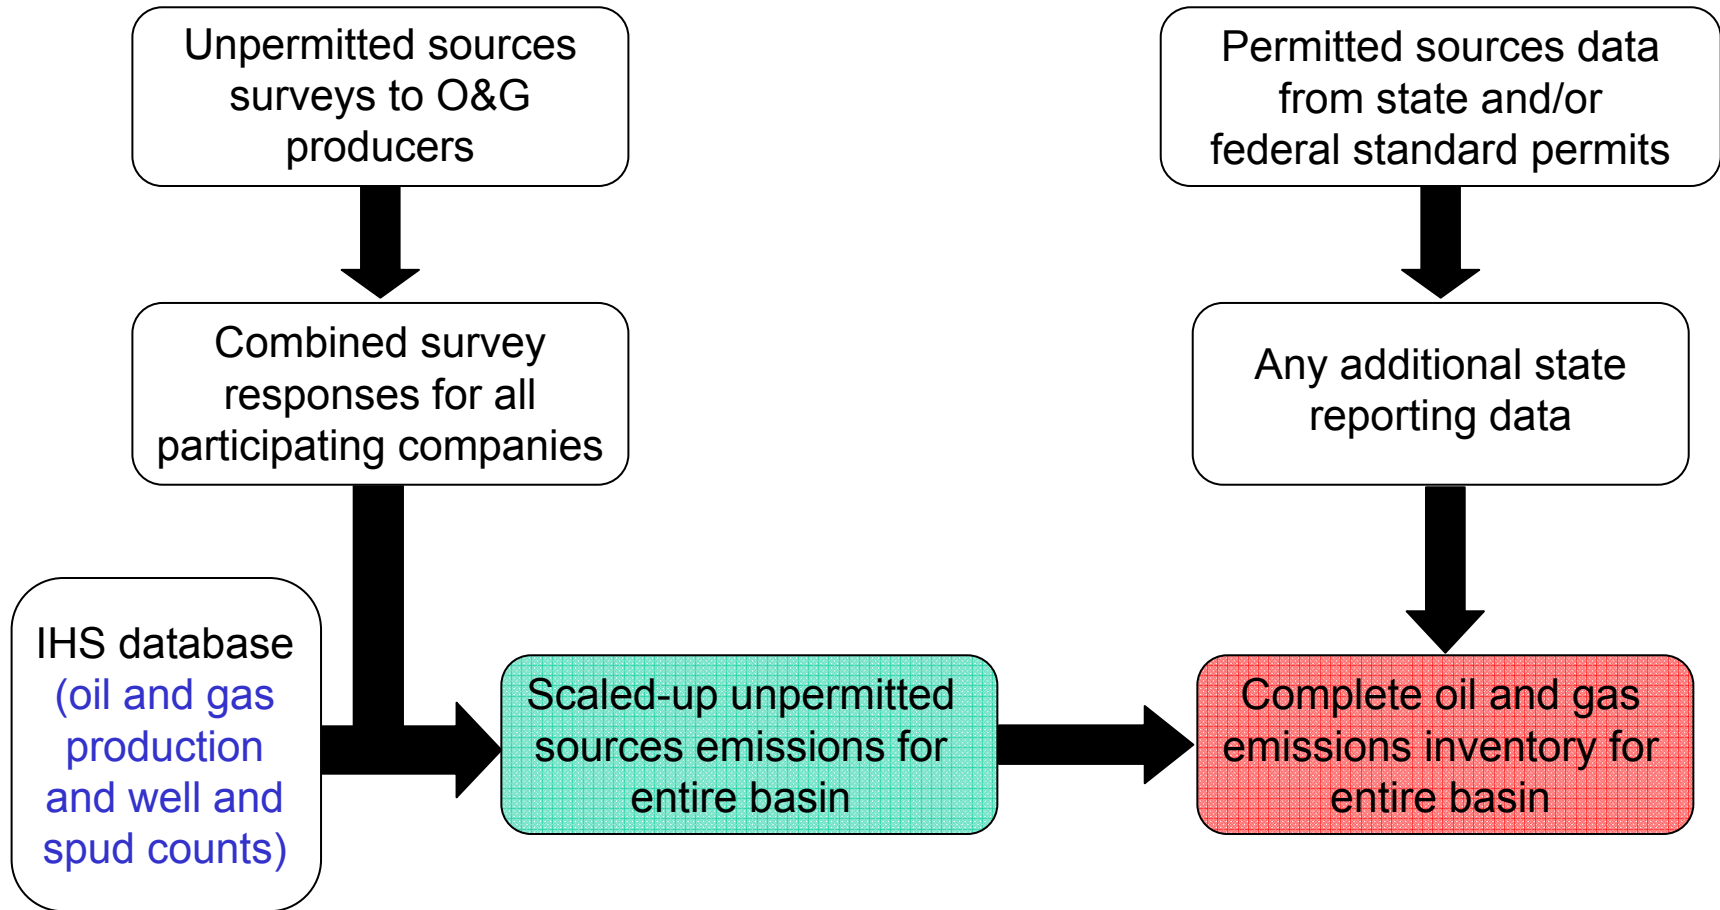 Unpermitted sources
surveys to O&G
producers
Permitted sources data
from state and/or
federal standard permits
Combined survey
responses for all
participating companies
Any additional state
reporting data
IHS database
(oil and gas
production
and well and
spud counts)
Scaled-up unpermitted
sources emissions for
entire basin
Complete oil and gas
emissions inventory for
entire basin